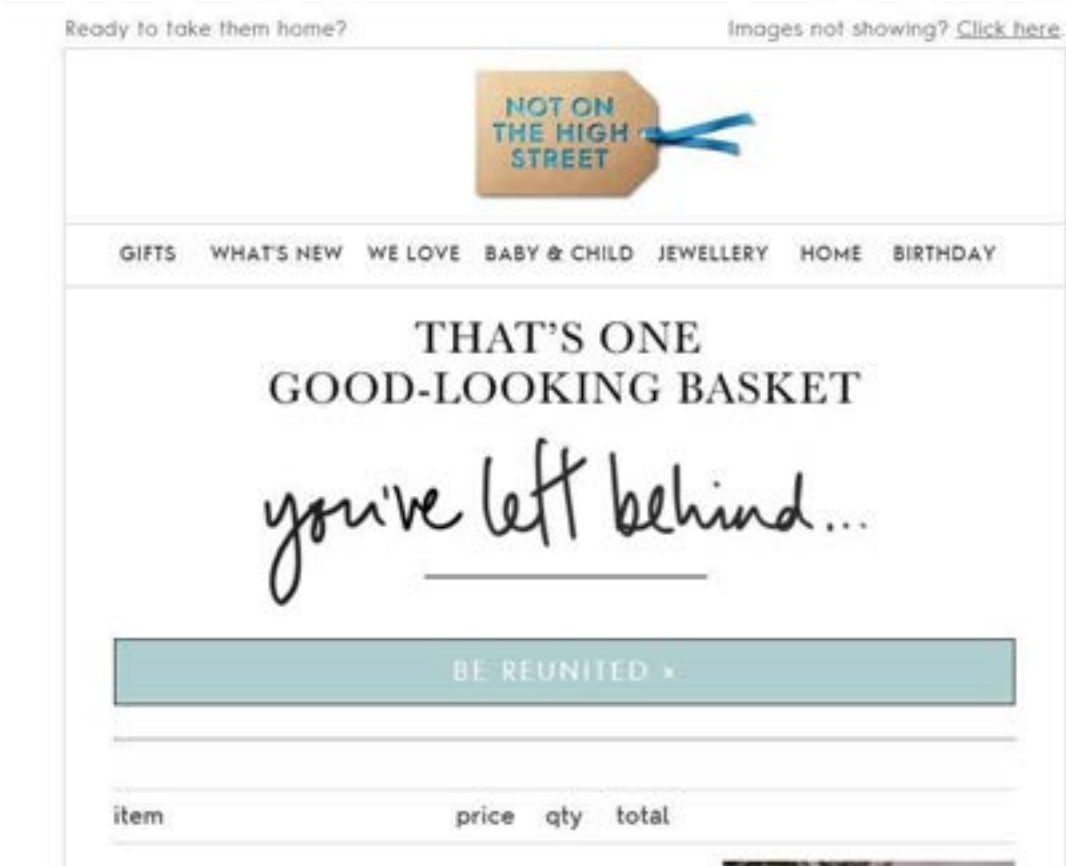 Ready to take them home?
Images not showing? Click here
NOT ON
THE HIGH
STREET
GIFTS WHAT'S NEW WE LOVE BABY & CHILD JEWELLERY HOME BIRTHDAY
THAT'S ONE
GOOD-LOOKING BASKET
you've left behind...
BE REUNITED »
item price qty total